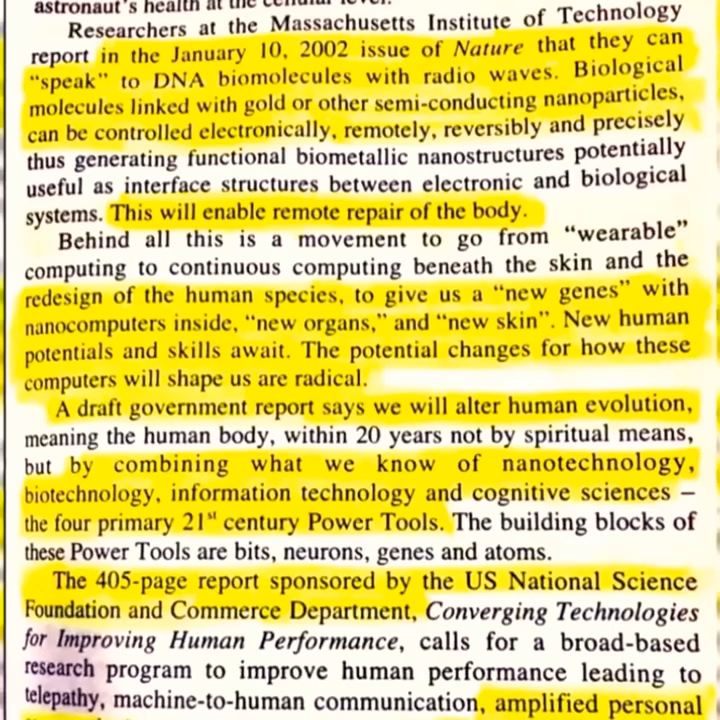 astronaut's health at the cellular level.
Researchers at the Massachusetts Institute of Technology
report in the January 10, 2002 issue of Nature that they can
“speak” to DNA biomolecules with radio waves. Biological
molecules linked with gold or other semi-conducting nanoparticles,
can be controlled electronically, remotely, reversibly and precisely
thus generating functional biometallic nanostructures potentially
useful as interface structures between electronic and biological
systems. This will enable remote repair of the body.
Behind all this is a movement to go from “wearable”
computing to continuous computing beneath the skin and the
redesign of the human species, to give us a “new genes” with
nanocomputers inside, “new organs,” and “new skin”. New human
potentials and skills await. The potential changes for how these
computers will shape us are radical.
A draft government report says we will alter human evolution,
meaning the human body, within 20 years not by spiritual means,
but by combining what we know of nanotechnology,
biotechnology, information technology and cognitive sciences –
the four primary 21st century Power Tools. The building blocks of
these Power Tools are bits, neurons, genes and atoms.
The 405-page report sponsored by the US National Science
Foundation and Commerce Department, Converging Technologies
for Improving Human Performance, calls for a broad-based
research program to improve human performance leading to
telepathy, machine-to-human communication, amplified personal